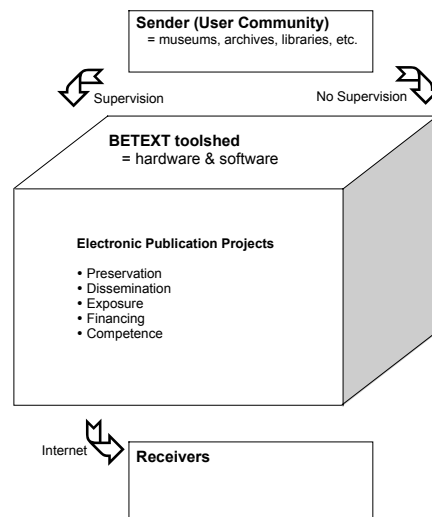 Sender (User Community)
= museums, archives, libraries, etc.
Supervision
No Supervision
BETEXT toolshed
= hardware & software
Electronic Publication Projects
• Preservation
• Dissemination
• Exposure
• Financing
• Competence
Internet
Receivers